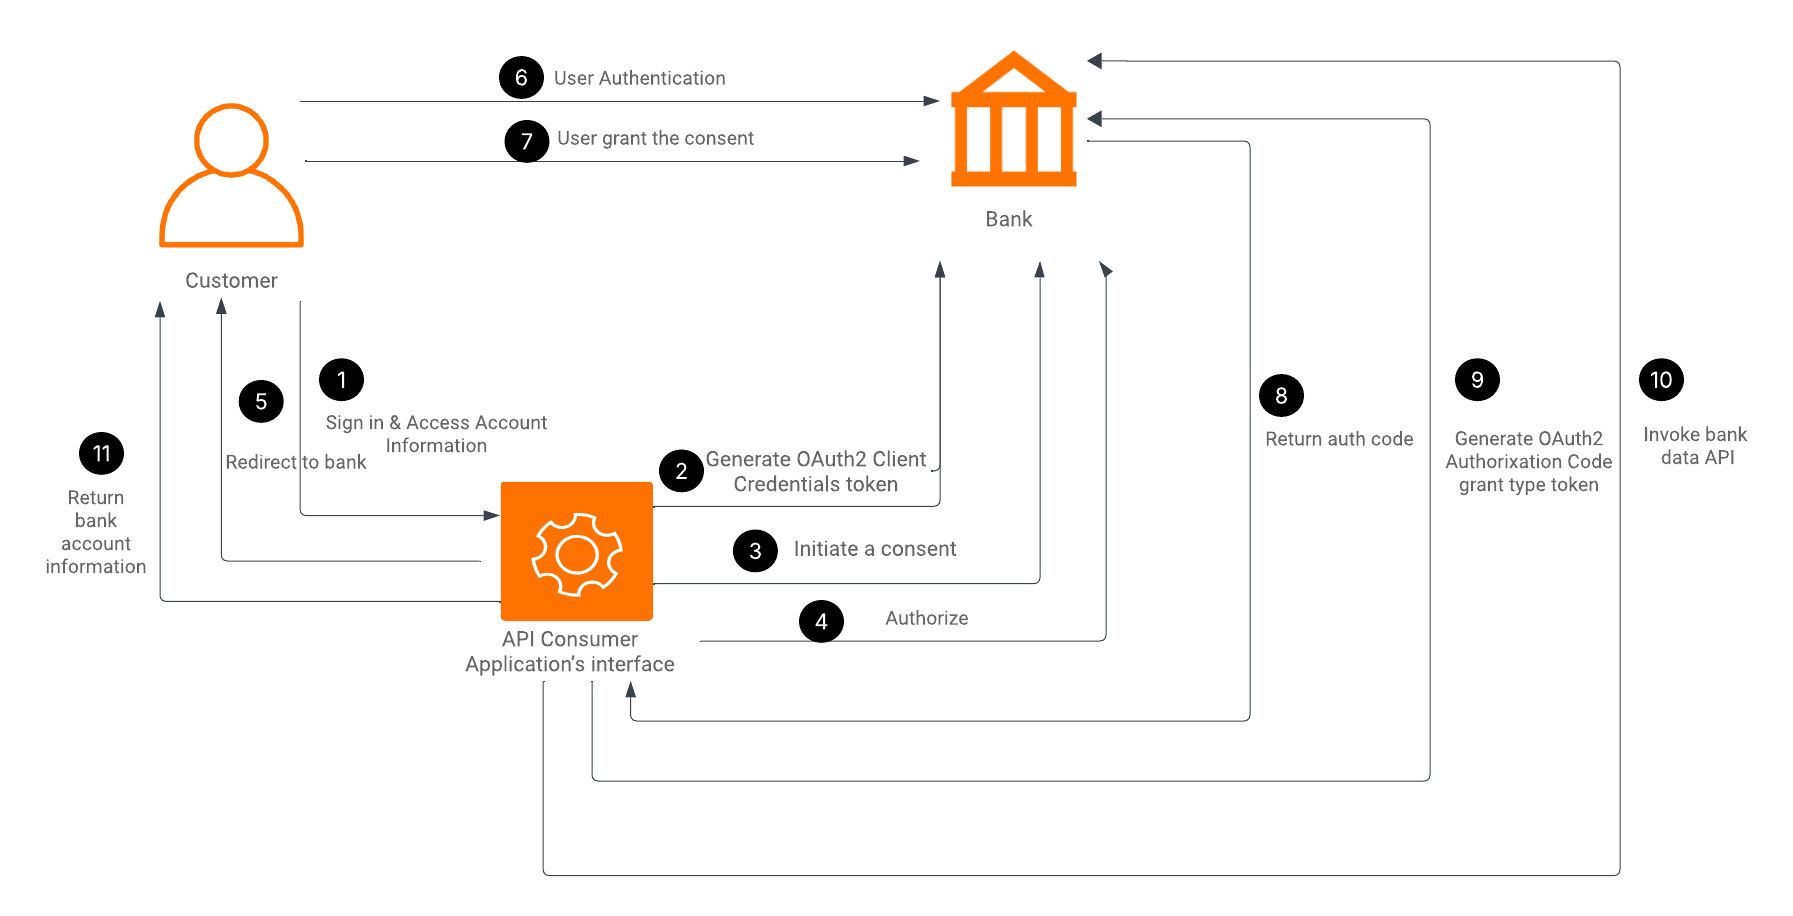 6
User Authentication
7
User grant the consent
Bank
Customer
1
Sign in & Access Account
Information
5
Redirect to bank
11
Return
bank
account
information
2
Generate OAuth2 Client
Credentials token
3
Initiate a consent
4
Authorize
API Consumer
Application's interface
8
Return auth code
9
Generate OAuth2
Authorixation Code
grant type token
10
Invoke bank
data API